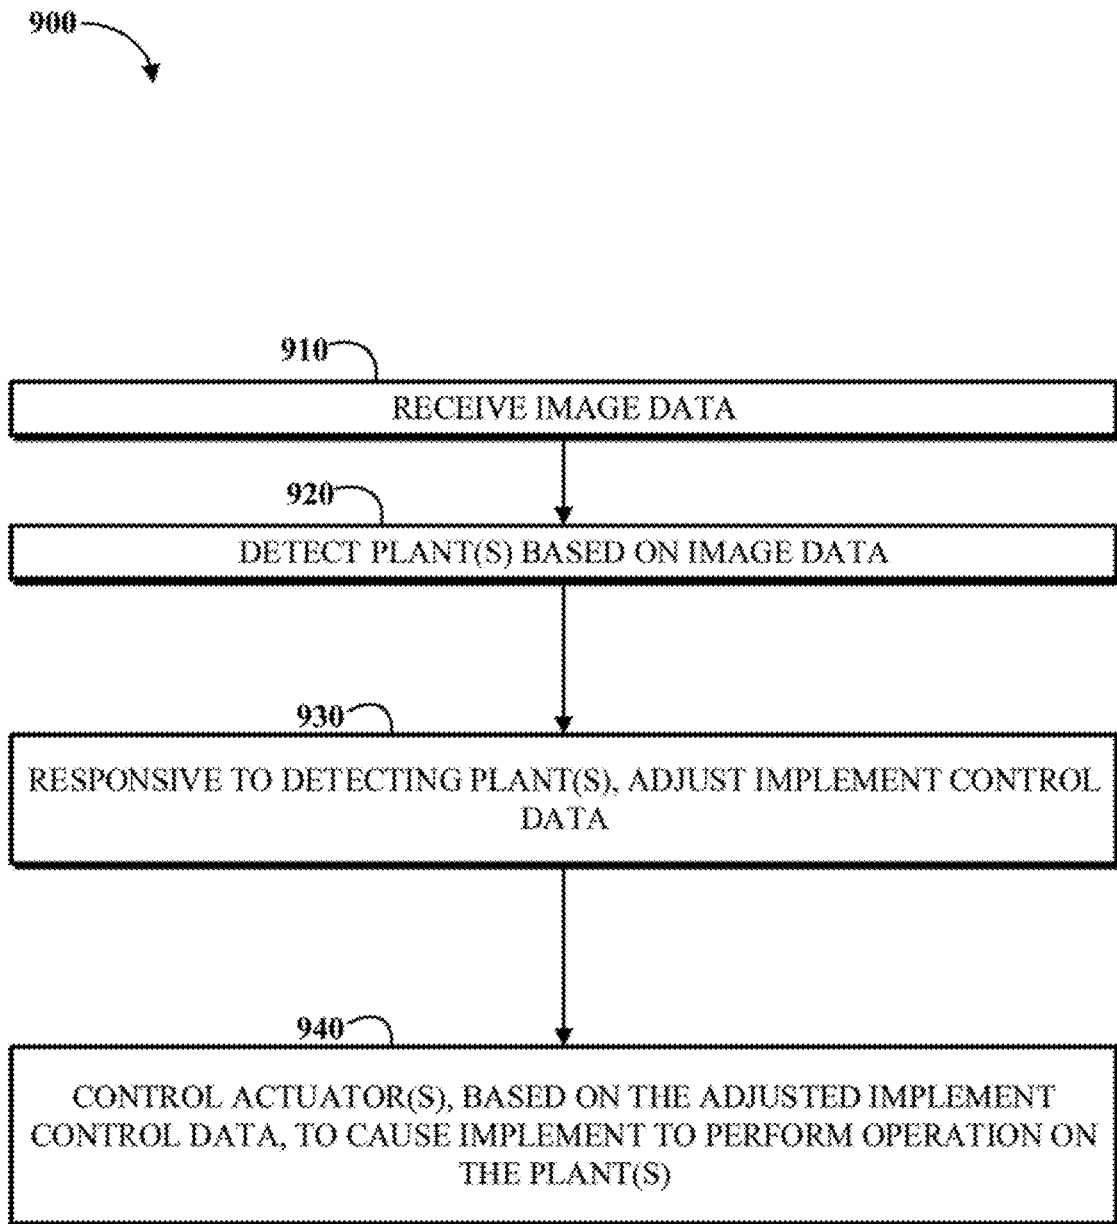 900
910
RECEIVE IMAGE DATA
920
DETECT PLANT(S) BASED ON IMAGE DATA
930
RESPONSIVE TO DETECTING PLANT(S), ADJUST IMPLEMENT CONTROL
DATA
940
CONTROL ACTUATOR(S), BASED ON THE ADJUSTED IMPLEMENT
CONTROL DATA, TO CAUSE IMPLEMENT TO PERFORM OPERATION ON
THE PLANT(S)